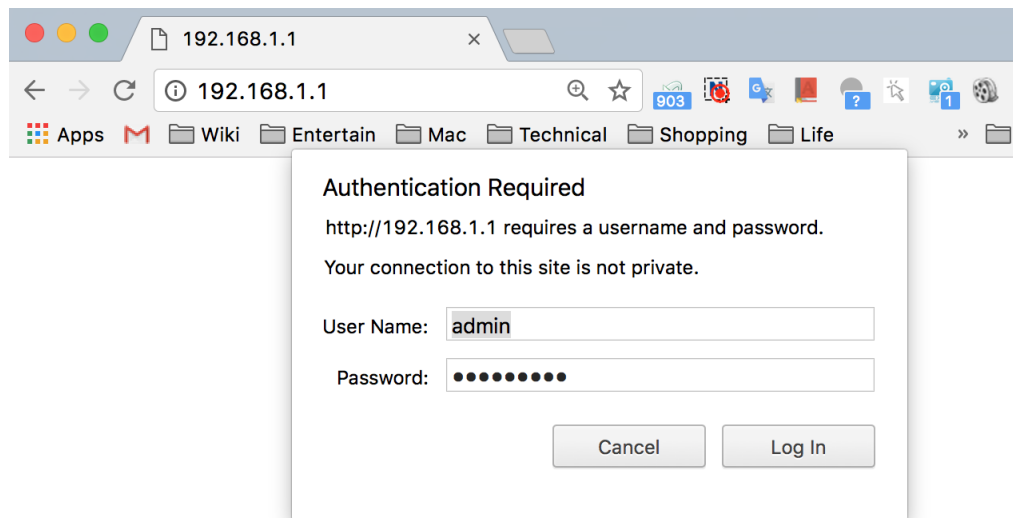 192.168.1.1 ×
192.168.1.1 903 G ? 1
Apps M Wiki Entertain Mac Technical Shopping Life »
Authentication Required
http://192.168.1.1 requires a username and password.
Your connection to this site is not private.
User Name: admin
Password: •••••••••
Cancel Log In